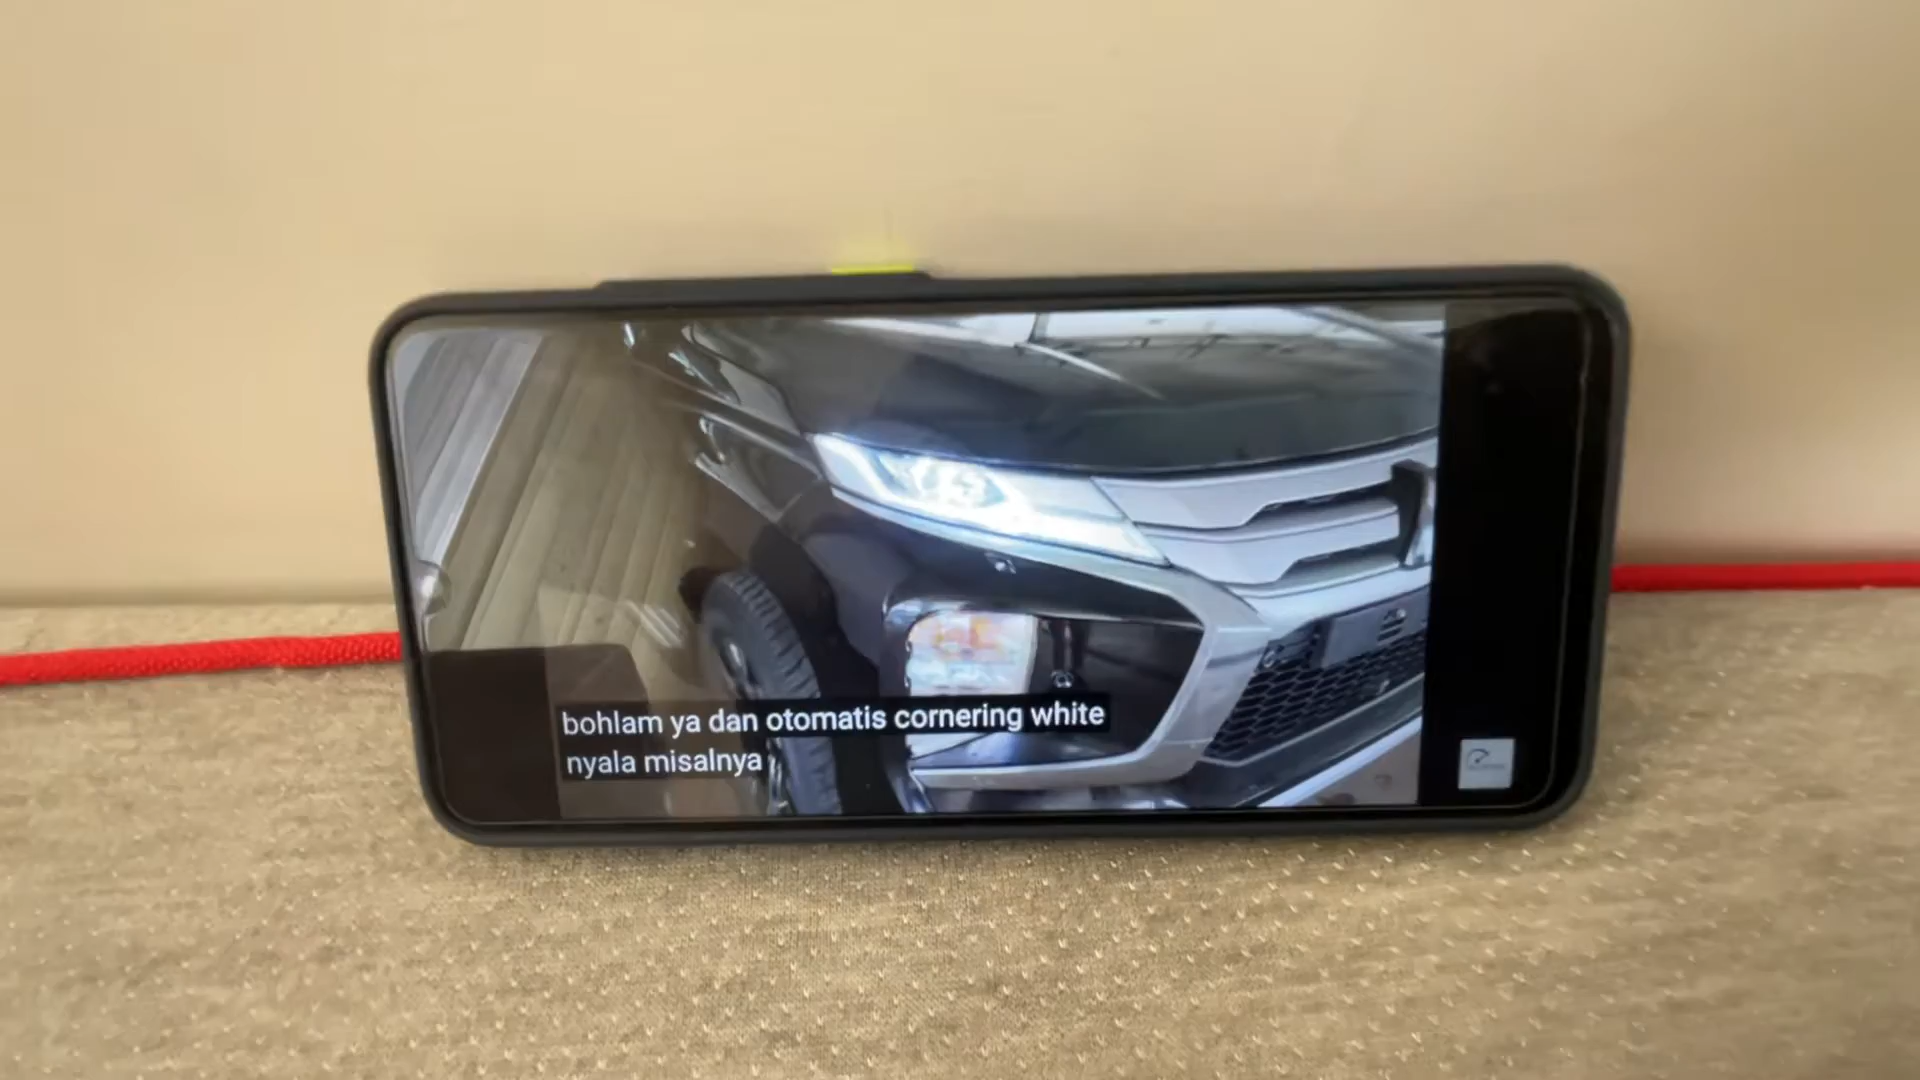 bohlam ya dan otomatis cornering white
nyala misalnya